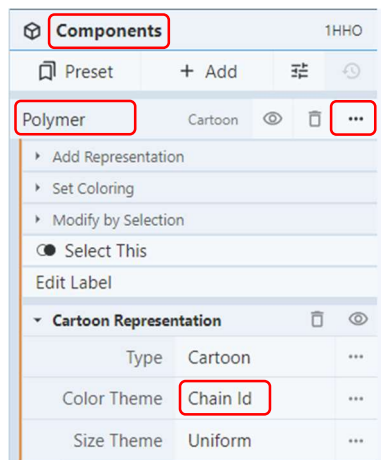 Components 1HHO
Preset + Add
Polymer Cartoon ...
Add Representation
Set Coloring
Modify by Selection
Select This
Edit Label
Cartoon Representation
Type Cartoon ...
Color Theme Chain Id ...
Size Theme Uniform ...